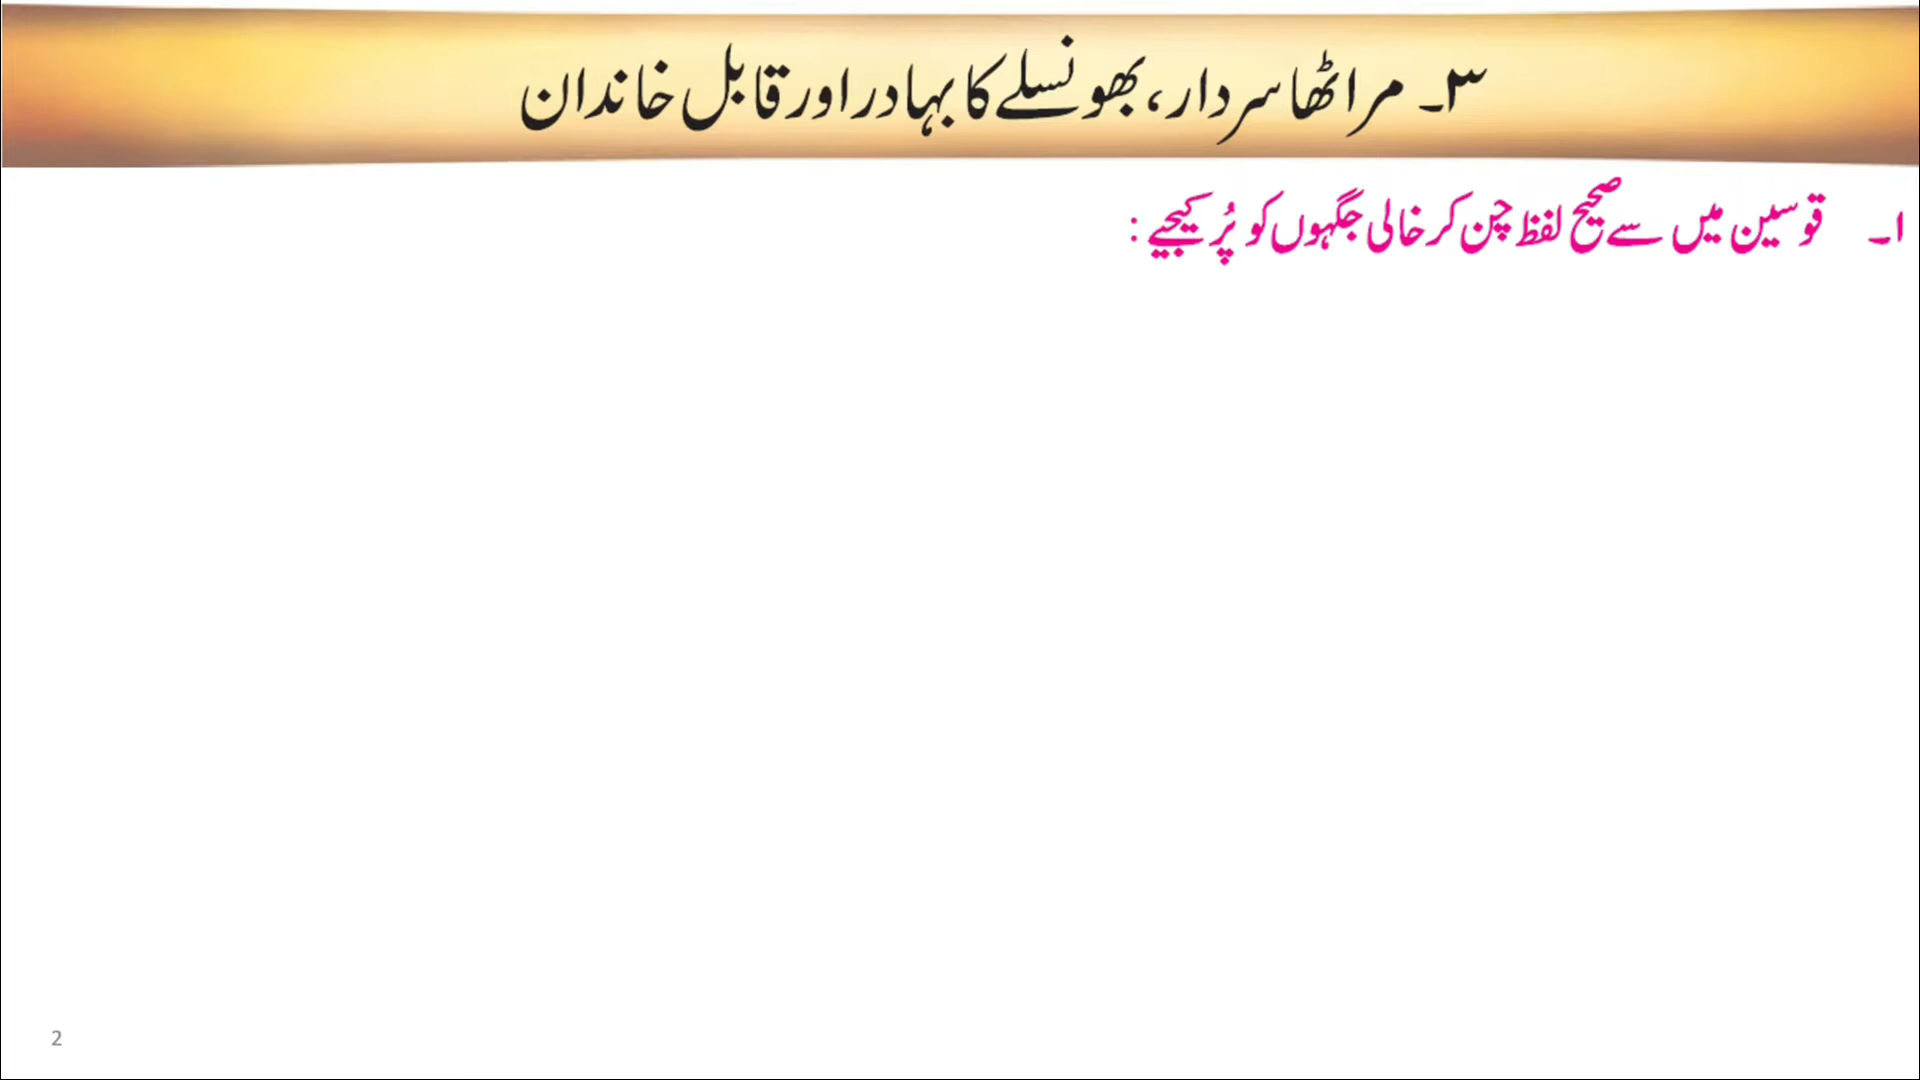 ۳۔ مراٹھا سردار، بھونسلے کا بہادر اور قابل خاندان
۱۔ قوسین میں سے صحیح لفظ چن کر خالی جگہوں کو پُر کیجیے :
2